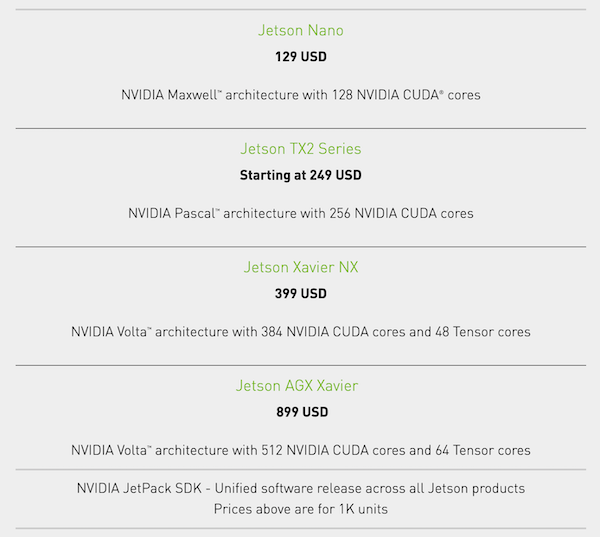 Jetson Nano
129 USD
NVIDIA Maxwell™ architecture with 128 NVIDIA CUDA® cores
Jetson TX2 Series
Starting at 249 USD
NVIDIA Pascal™ architecture with 256 NVIDIA CUDA cores
Jetson Xavier NX
399 USD
NVIDIA Volta™ architecture with 384 NVIDIA CUDA cores and 48 Tensor cores
Jetson AGX Xavier
899 USD
NVIDIA Volta™ architecture with 512 NVIDIA CUDA cores and 64 Tensor cores
NVIDIA JetPack SDK - Unified software release across all Jetson products
Prices above are for 1K units